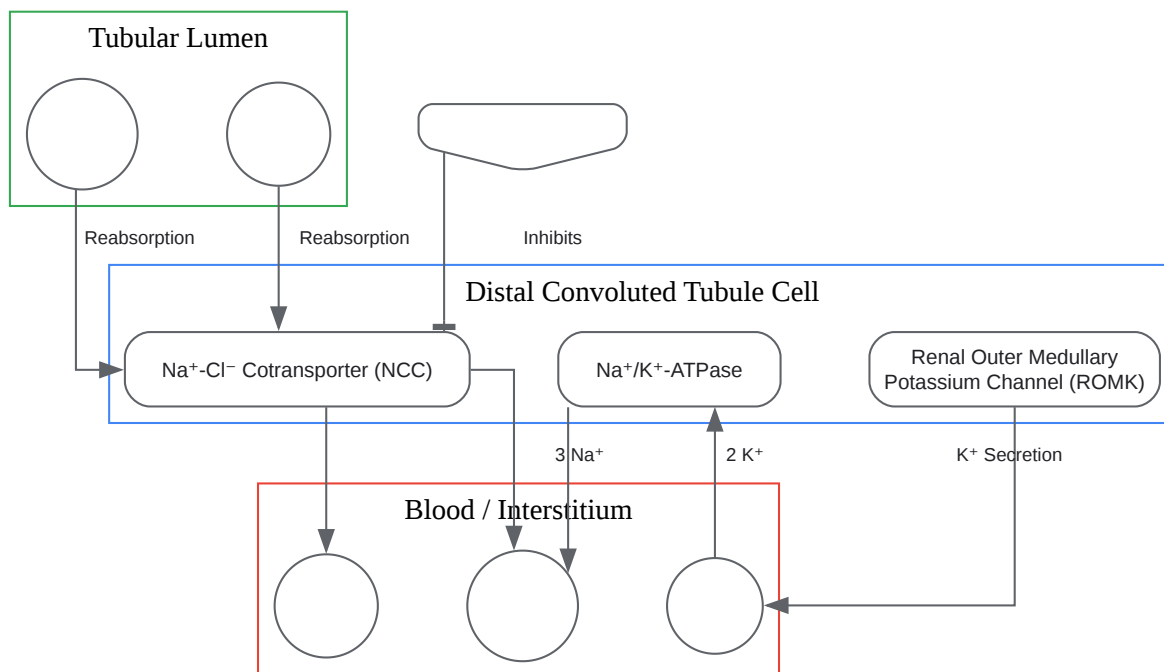 Tubular Lumen
Reabsorption
Reabsorption
Inhibits
Distal Convoluted Tubule Cell
Na⁺-Cl⁻ Cotransporter (NCC)
Na⁺/K⁺-ATPase
Renal Outer Medullary
Potassium Channel (ROMK)
3 Na⁺
2 K⁺
K⁺ Secretion
Blood / Interstitium